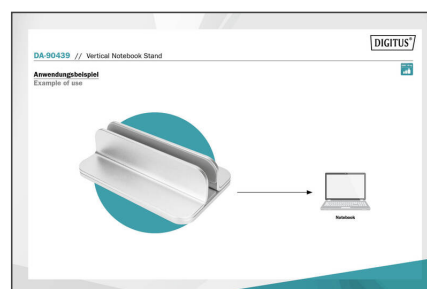 DIGITUS®
DA-90439 // Vertical Notebook Stand
Anwendungsbeispiel
Example of use
Notebook